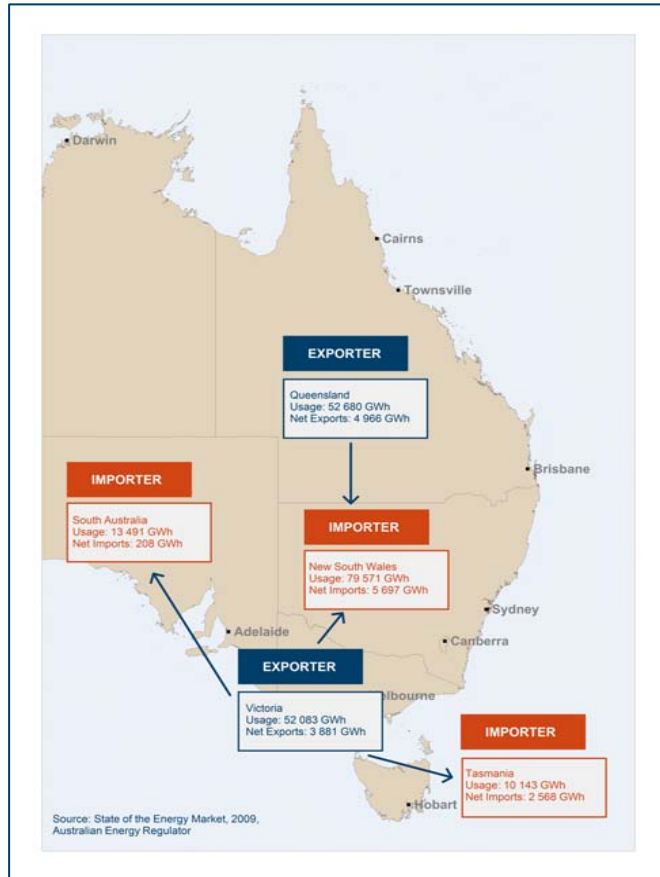 Darwin
Cairns
Townsville
EXPORTER
Queensland
Usage: 52 680 GWh
Net Exports: 4 966 GWh
Brisbane
IMPORTER
South Australia
Usage: 13 491 GWh
Net Imports: 208 GWh
IMPORTER
New South Wales
Usage: 79 571 GWh
Net Imports: 5 697 GWh
Sydney
Adelaide
Canberra
EXPORTER
elbourne
Victoria
Usage: 52 083 GWh
Net Exports: 3 881 GWh
IMPORTER
Tasmania
Usage: 10 143 GWh
Net Imports: 2 568 GWh
Hobart
Source: State of the Energy Market, 2009,
Australian Energy Regulator